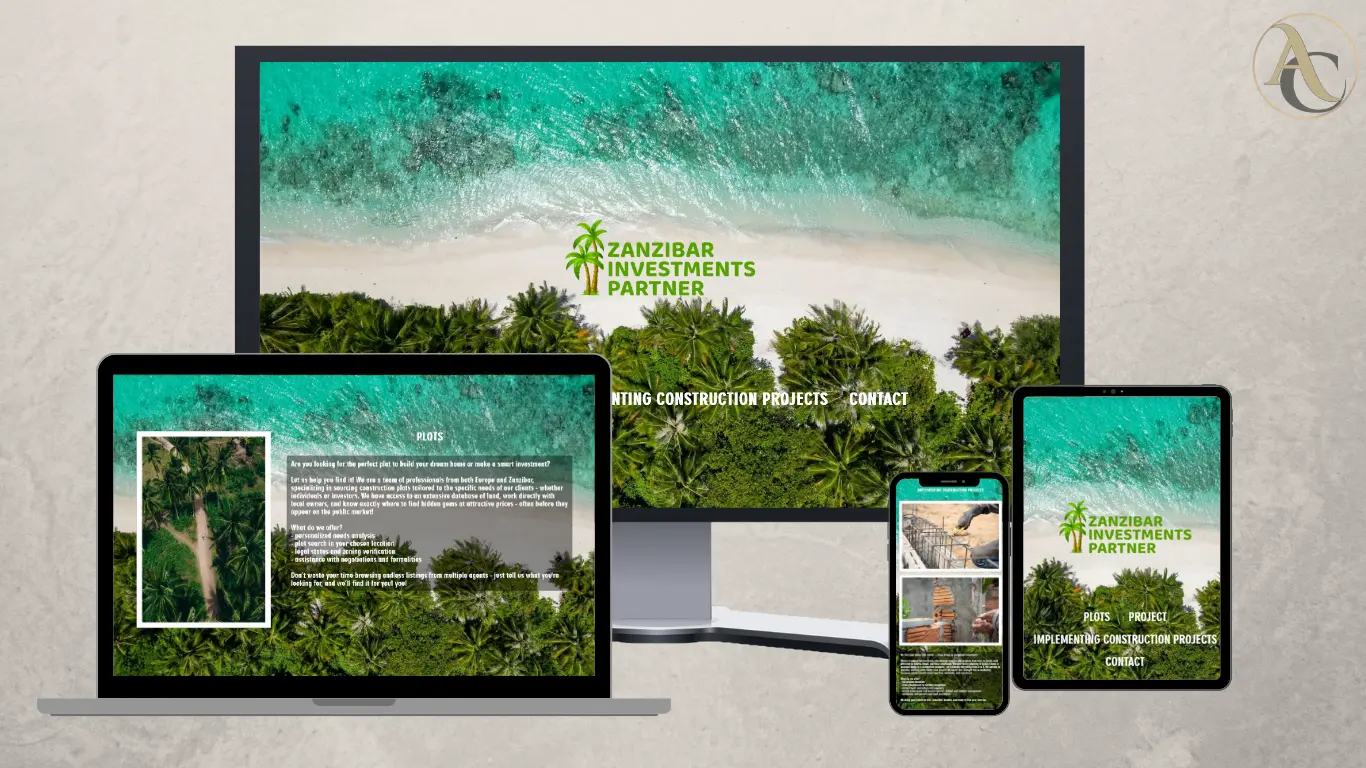 AC
ZANZIBAR
INVESTMENTS
PARTNER
NTING CONSTRUCTION PROJECTS CONTACT
PLOTS
Are you looking for the perfect plot to build your dream home or make a smart investment?
Let us help you find it! We are a team of professionals from both Europe and Zanzibar,
specializing in sourcing construction plots tailored to the specific needs of our clients - whether
individuals or investors. We have access to an extensive database of land, work directly with
local owners, and know exactly where to find hidden gems at attractive prices - often before they
appear on the public market!
What do we offer?
- personalized needs analysis
- plot search in your chosen location
- legal status and zoning verification
- assistance with negotiations and formalities
Don't waste your time browsing endless listings from multiple agents - just tell us what you're
looking for, and we'll find it for you! you!
IMPLEMENTING CONSTRUCTION PROJECTS
ZANZIBAR
INVESTMENTS
PARTNER
PLOTS PROJECT
IMPLEMENTING CONSTRUCTION PROJECTS
CONTACT